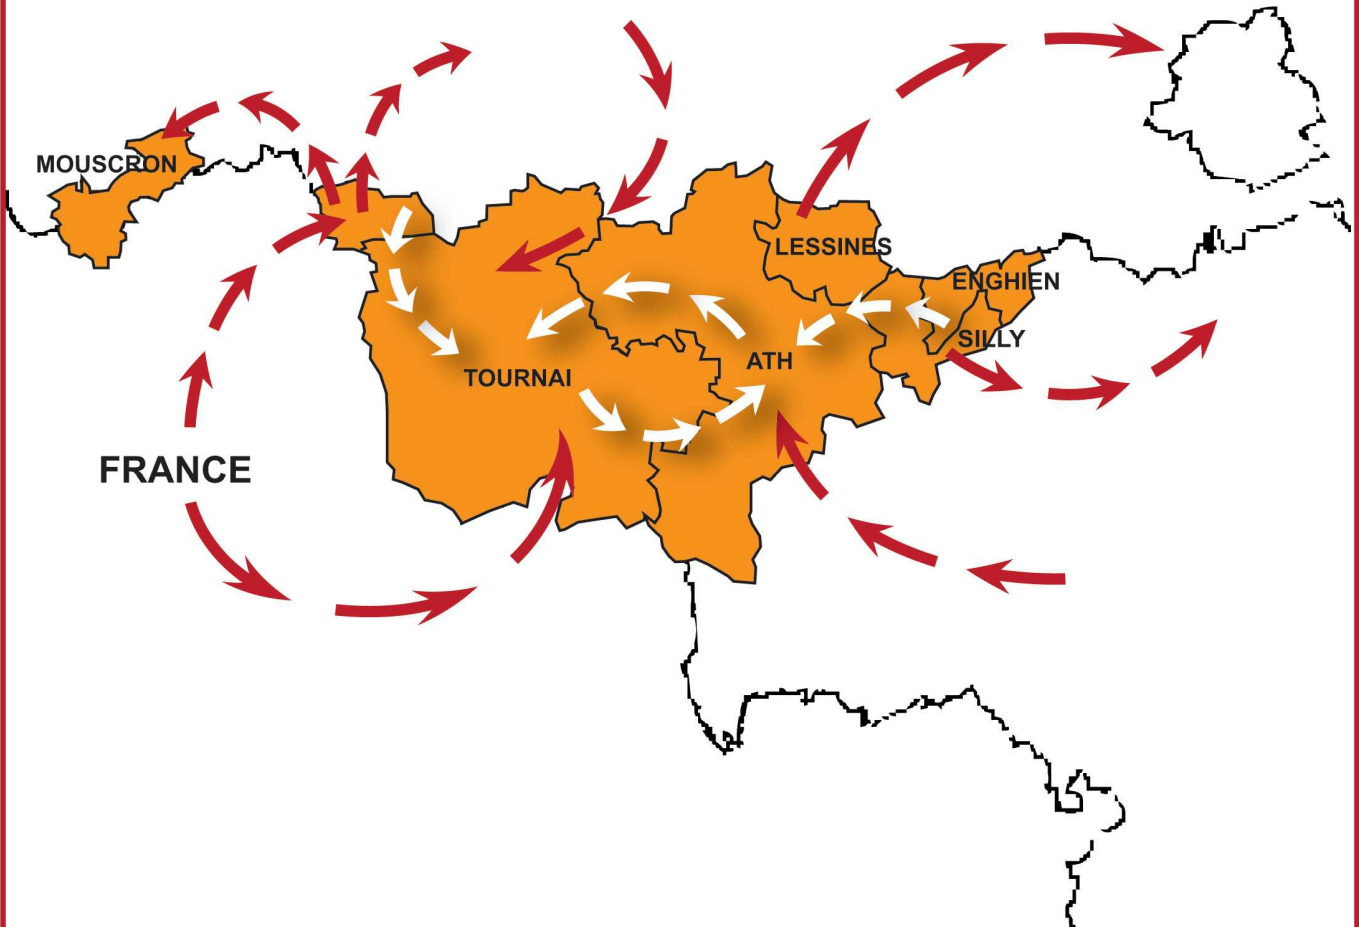 MOUSCRON
LESSINES
ENGHIEN
SILLY
ATH
TOURNAI
FRANCE